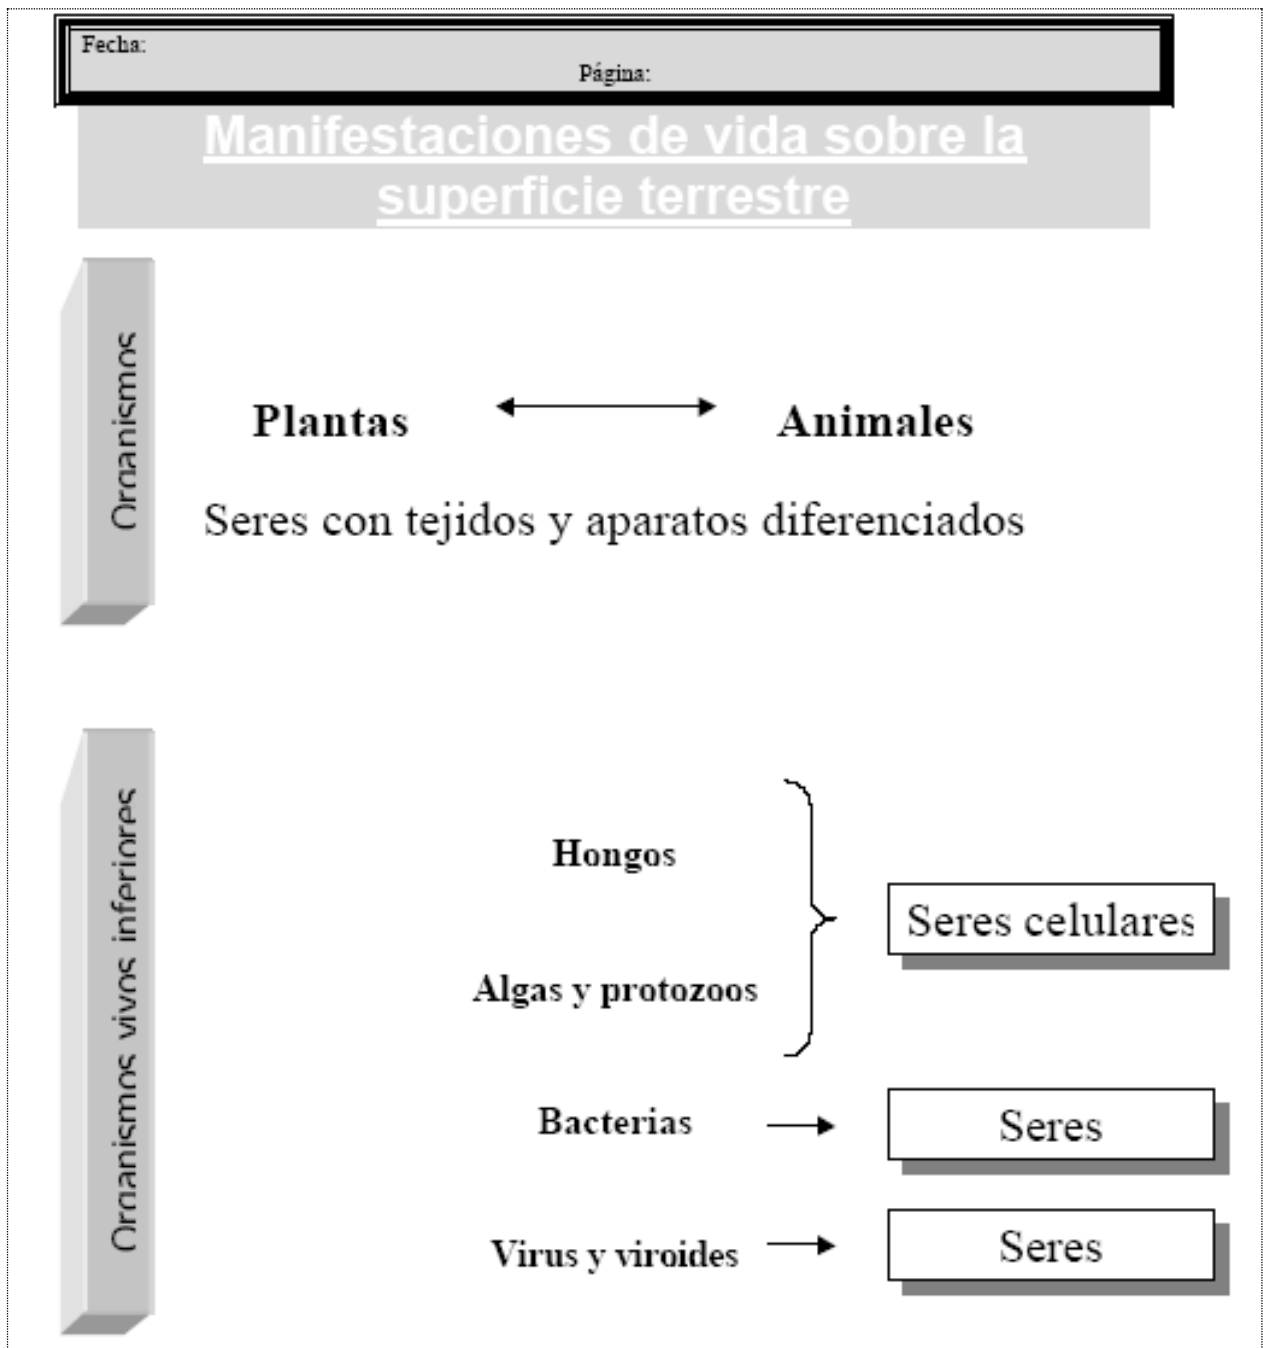 Fecha:
Página:
Manifestaciones de vida sobre la
superficie terrestre
Organismos
Plantas
Animales
Seres con tejidos y aparatos diferenciados
Organismos vivos inferiores
Hongos
Seres celulares
Algas y protozoos
Bacterias
Seres
Virus y viroides
Seres